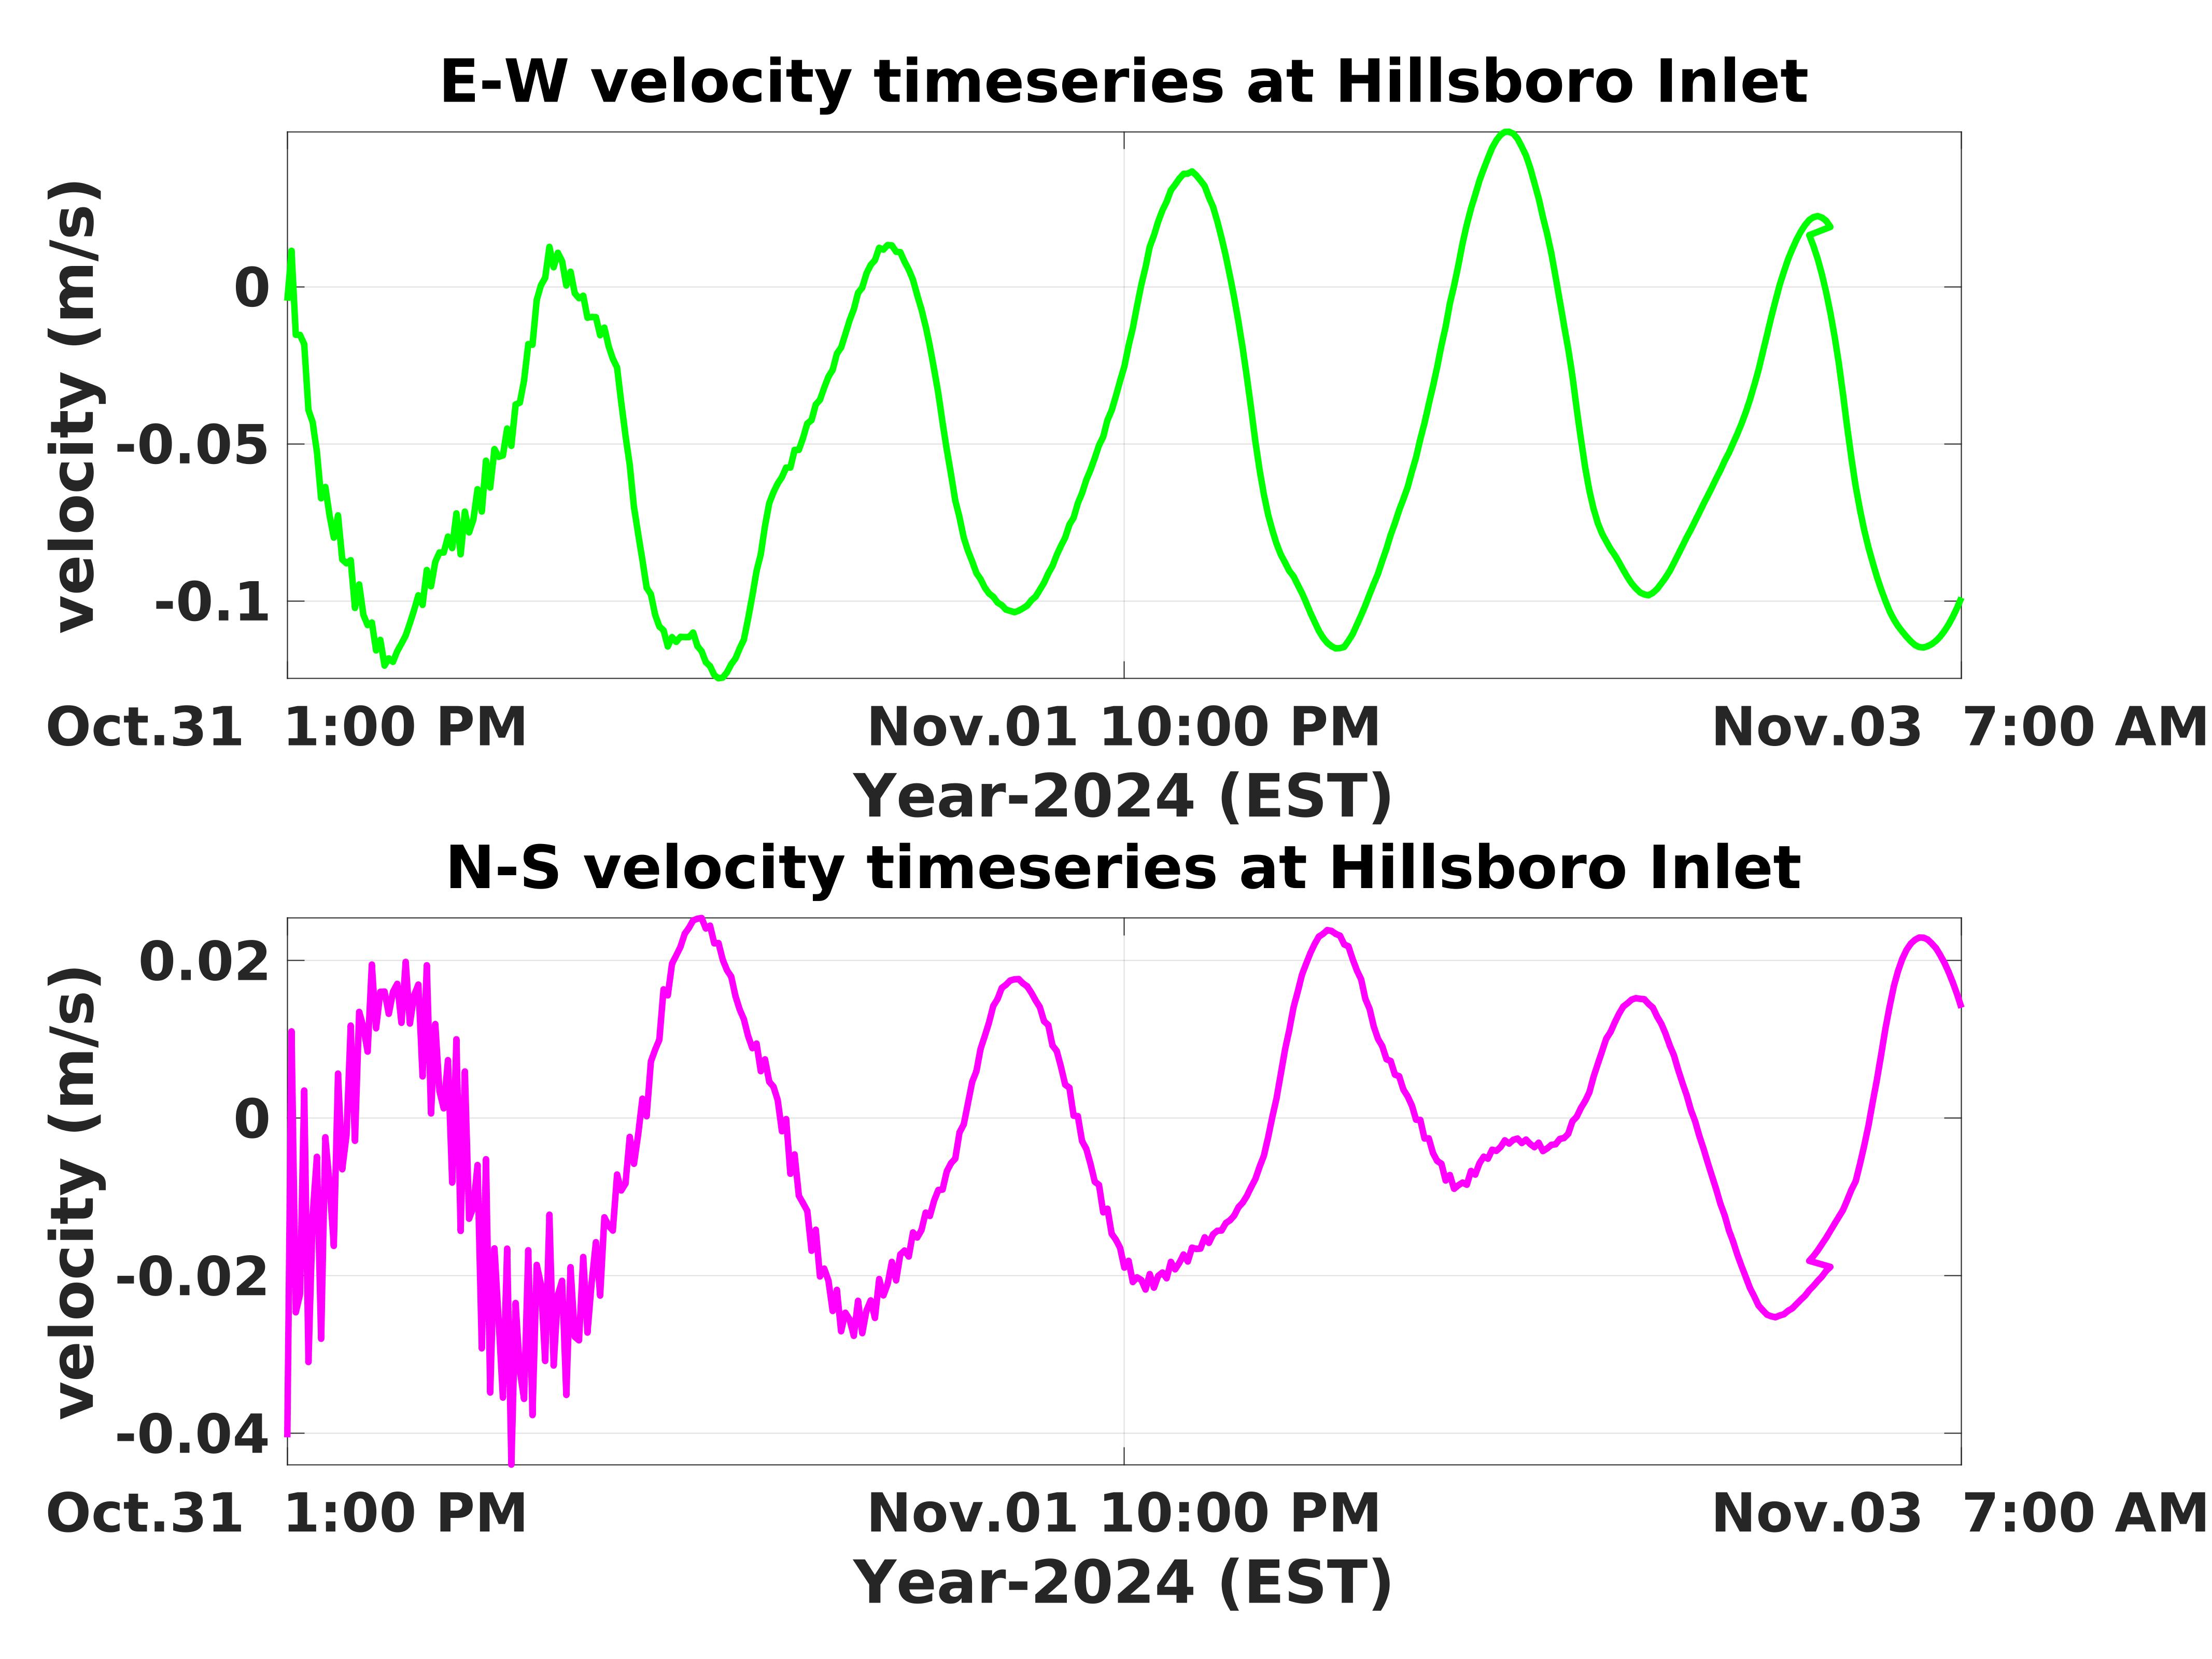 E-W velocity timeseries at Hillsboro Inlet
velocity (m/s)
0
-0.05
-0.1
Oct.31  1:00 PM
Nov.01 10:00 PM
Nov.03  7:00 AM
Year-2024 (EST)
N-S velocity timeseries at Hillsboro Inlet
velocity (m/s)
0.02
0
-0.02
-0.04
Oct.31  1:00 PM
Nov.01 10:00 PM
Nov.03  7:00 AM
Year-2024 (EST)